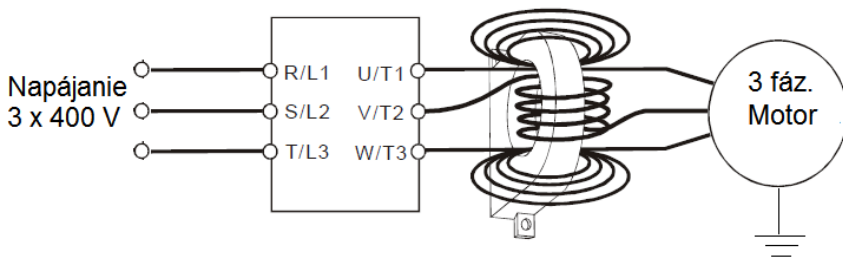 Napájanie
3 x 400 V
R/L1 U/T1
S/L2 V/T2
T/L3 W/T3
3 fáz.
Motor